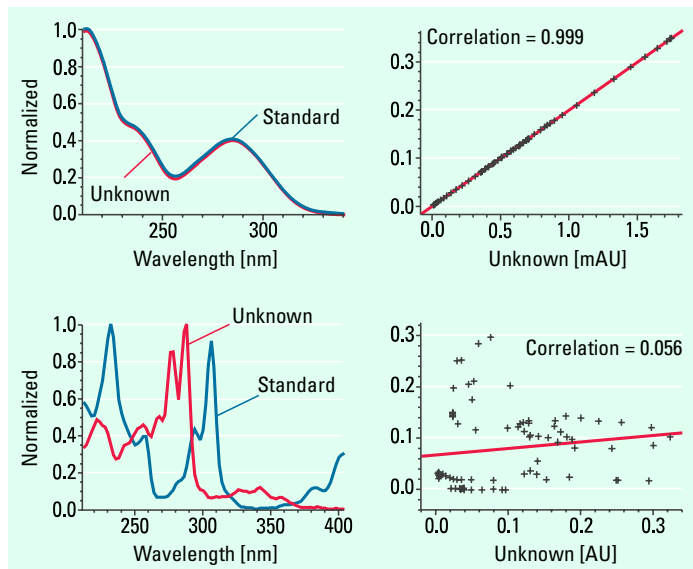 1.0
0.8
0.6
0.4
0.2
0.0
Normalized
Standard
Unknown
250
300
Wavelength [nm]
Correlation = 0.999
0.3
0.2
0.1
0.0
0.0
0.5
1.0
1.5
Unknown [mAU]
1.0
0.8
0.6
0.4
0.2
0.0
Normalized
Unknown
Standard
250
300
350
400
Wavelength [nm]
0.3
Correlation = 0.056
0.2
0.1
0.0
0.0
0.1
0.2
0.3
Unknown [AU]